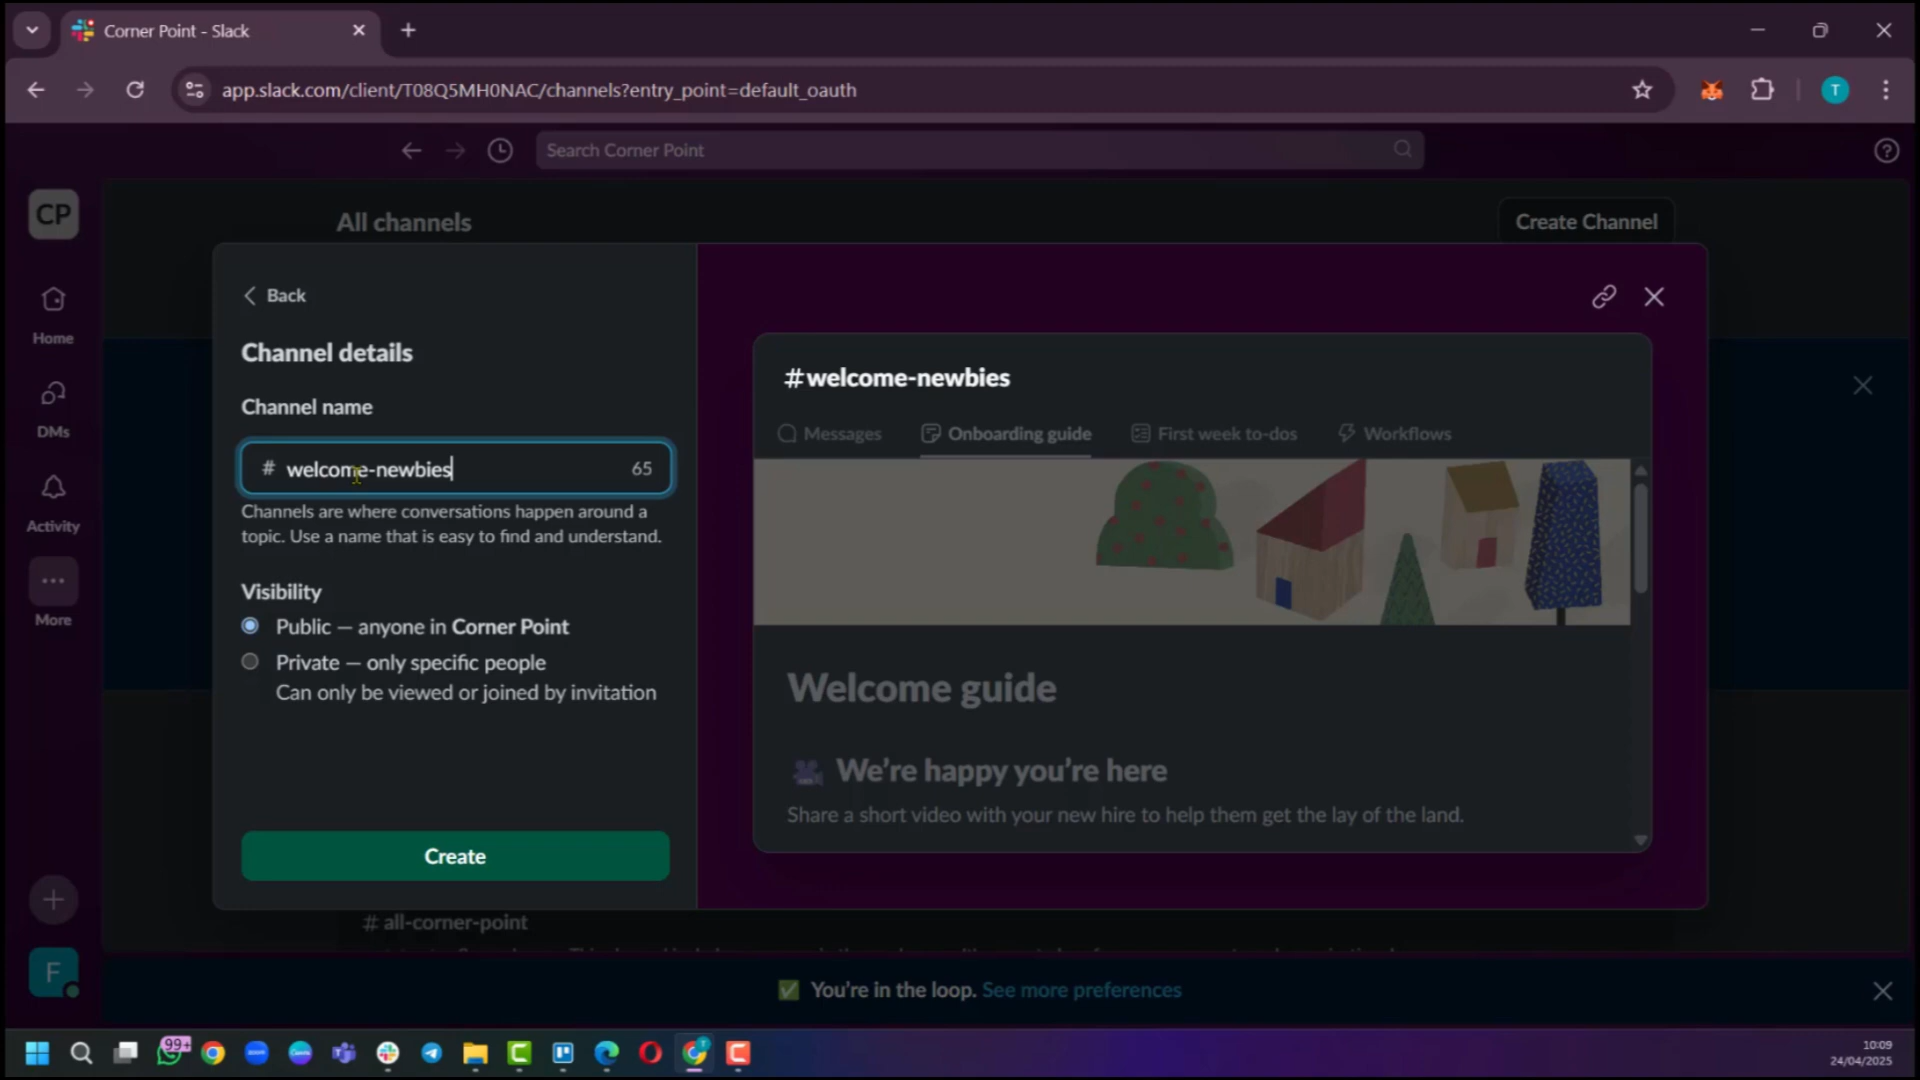 Corner Point - Slack
app.slack.com/client/T08Q5MH0NAC/channels?entry_point=default_oauth
T
Search Corner Point
CP
All channels
Create Channel
Home
DMs
Activity
More
F
Back
Channel details
Channel name
# welcome-newbies 65
Channels are where conversations happen around a
topic. Use a name that is easy to find and understand.
Visibility
Public — anyone in Corner Point
Private — only specific people
Can only be viewed or joined by invitation
Create
#welcome-newbies
Messages Onboarding guide First week to-dos Workflows
Welcome guide
We're happy you're here
Share a short video with your new hire to help them get the lay of the land.
# all-corner-point
You're in the loop. See more preferences
99+
10:09
24/04/2025